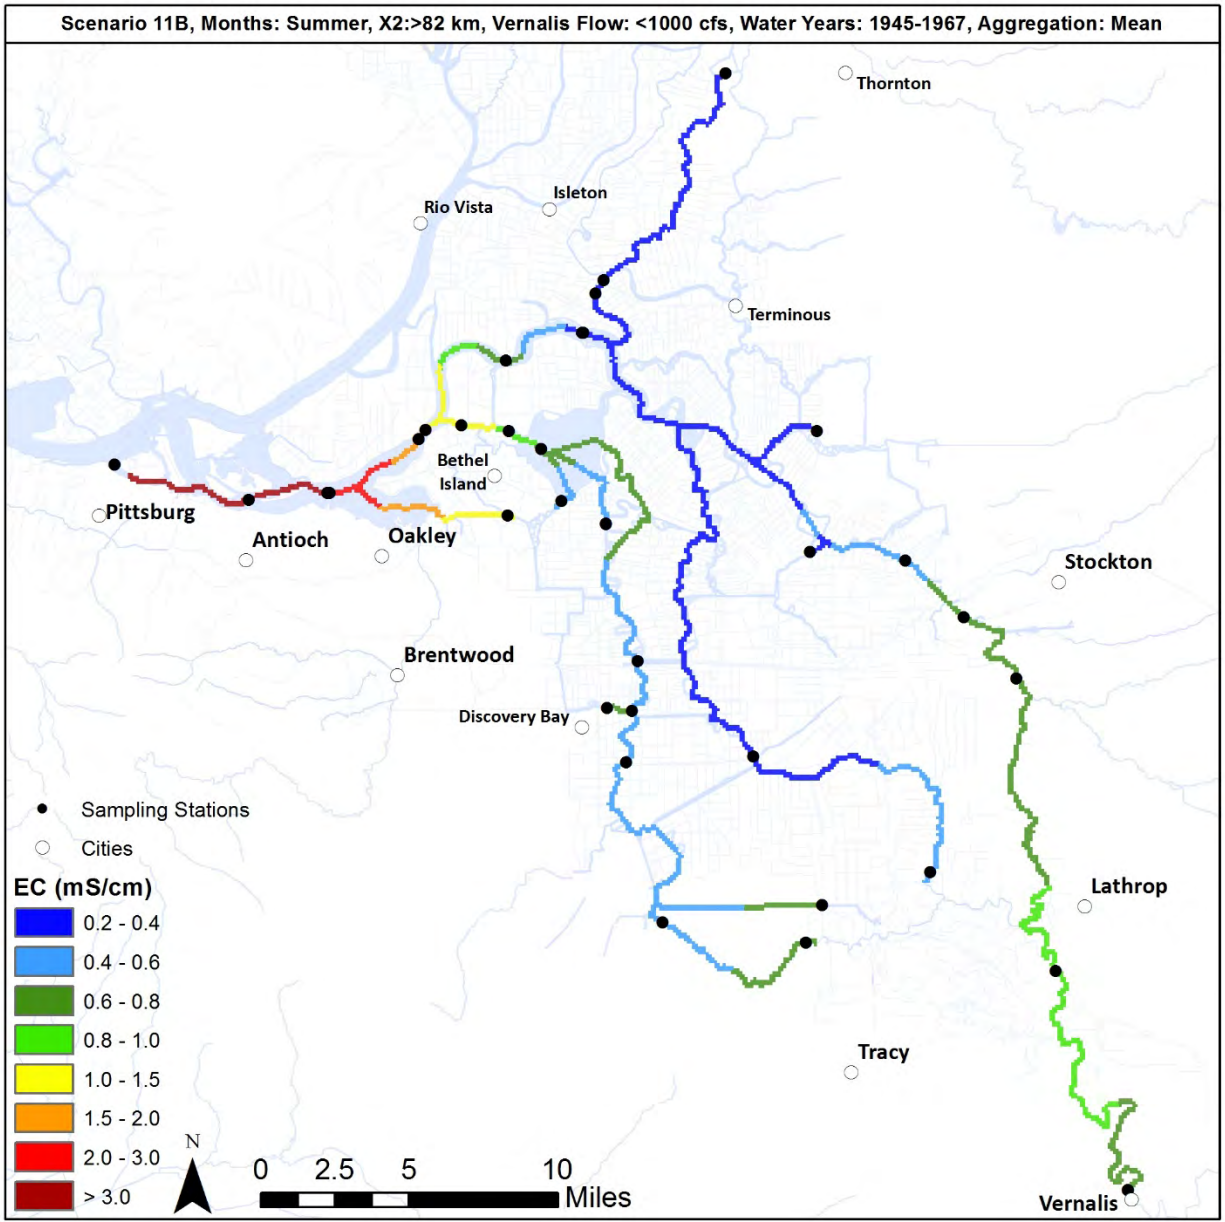 Scenario 11B, Months: Summer, X2:>82 km, Vernalis Flow: <1000 cfs, Water Years: 1945-1967, Aggregation: Mean
Thornton
Isleton
Rio Vista
Terminous
Bethel
Island
Pittsburg
Antioch
Oakley
Stockton
Brentwood
Discovery Bay
Sampling Stations
Cities
EC (mS/cm)
0.2 - 0.4
0.4 - 0.6
0.6 - 0.8
0.8 - 1.0
1.0 - 1.5
1.5 - 2.0
2.0 - 3.0
> 3.0
Lathrop
Tracy
N
0 2.5 5 10
Miles
Vernalis